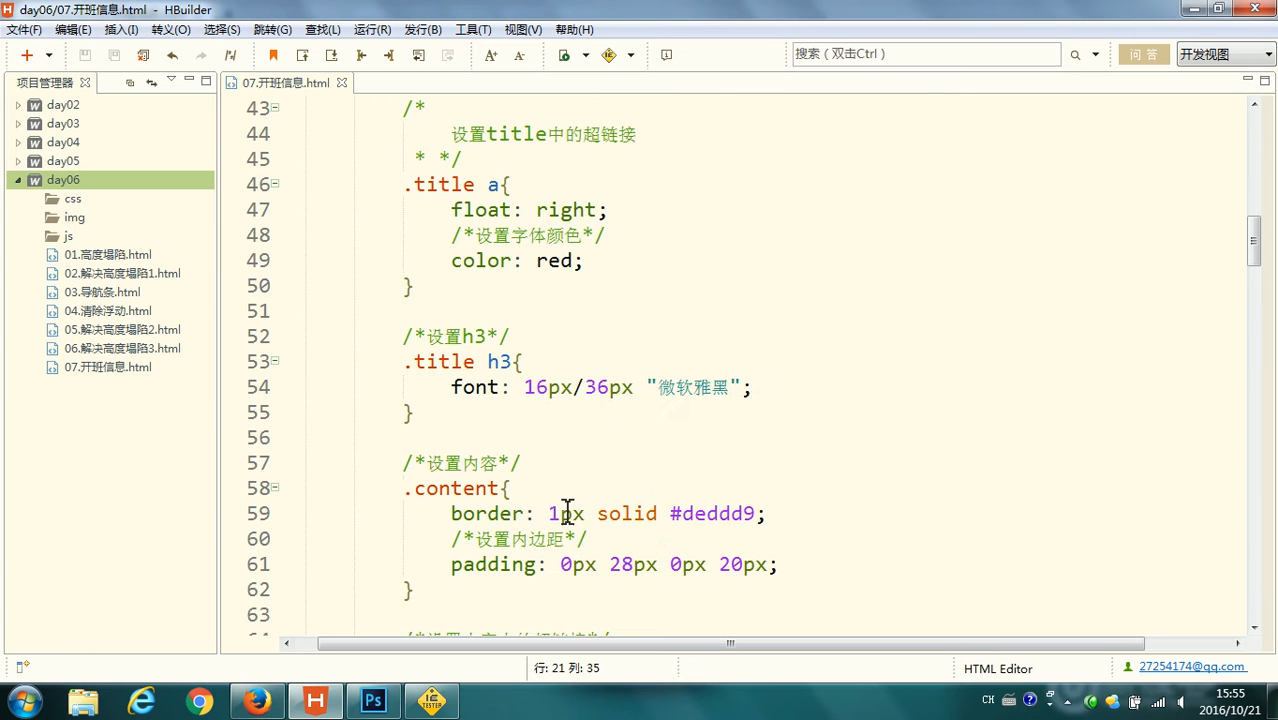 day06/07.开班信息.html - HBuilder
文件(F) 编辑(E) 插入(I) 转义(O) 选择(S) 跳转(G) 查找(L) 运行(R) 发行(B) 工具(T) 视图(V) 帮助(H)
搜索（双击Ctrl） 问 答 开发视图
项目管理器
07.开班信息.html
day02
day03
day04
day05
day06
css
img
js
01.高度塌陷.html
02.解决高度塌陷1.html
03.导航条.html
04.清除浮动.html
05.解决高度塌陷2.html
06.解决高度塌陷3.html
07.开班信息.html
43 /*
44 设置title中的超链接
45 * */
46 .title a{
47 float: right;
48 /*设置字体颜色*/
49 color: red;
50 }
51
52 /*设置h3*/
53 .title h3{
54 font: 16px/36px "微软雅黑";
55 }
56
57 /*设置内容*/
58 .content{
59 border: 1px solid #deddd9;
60 /*设置内边距*/
61 padding: 0px 28px 0px 20px;
62 }
63
行: 21 列: 35
HTML Editor
27254174@qq.com
CH
15:55
2016/10/21